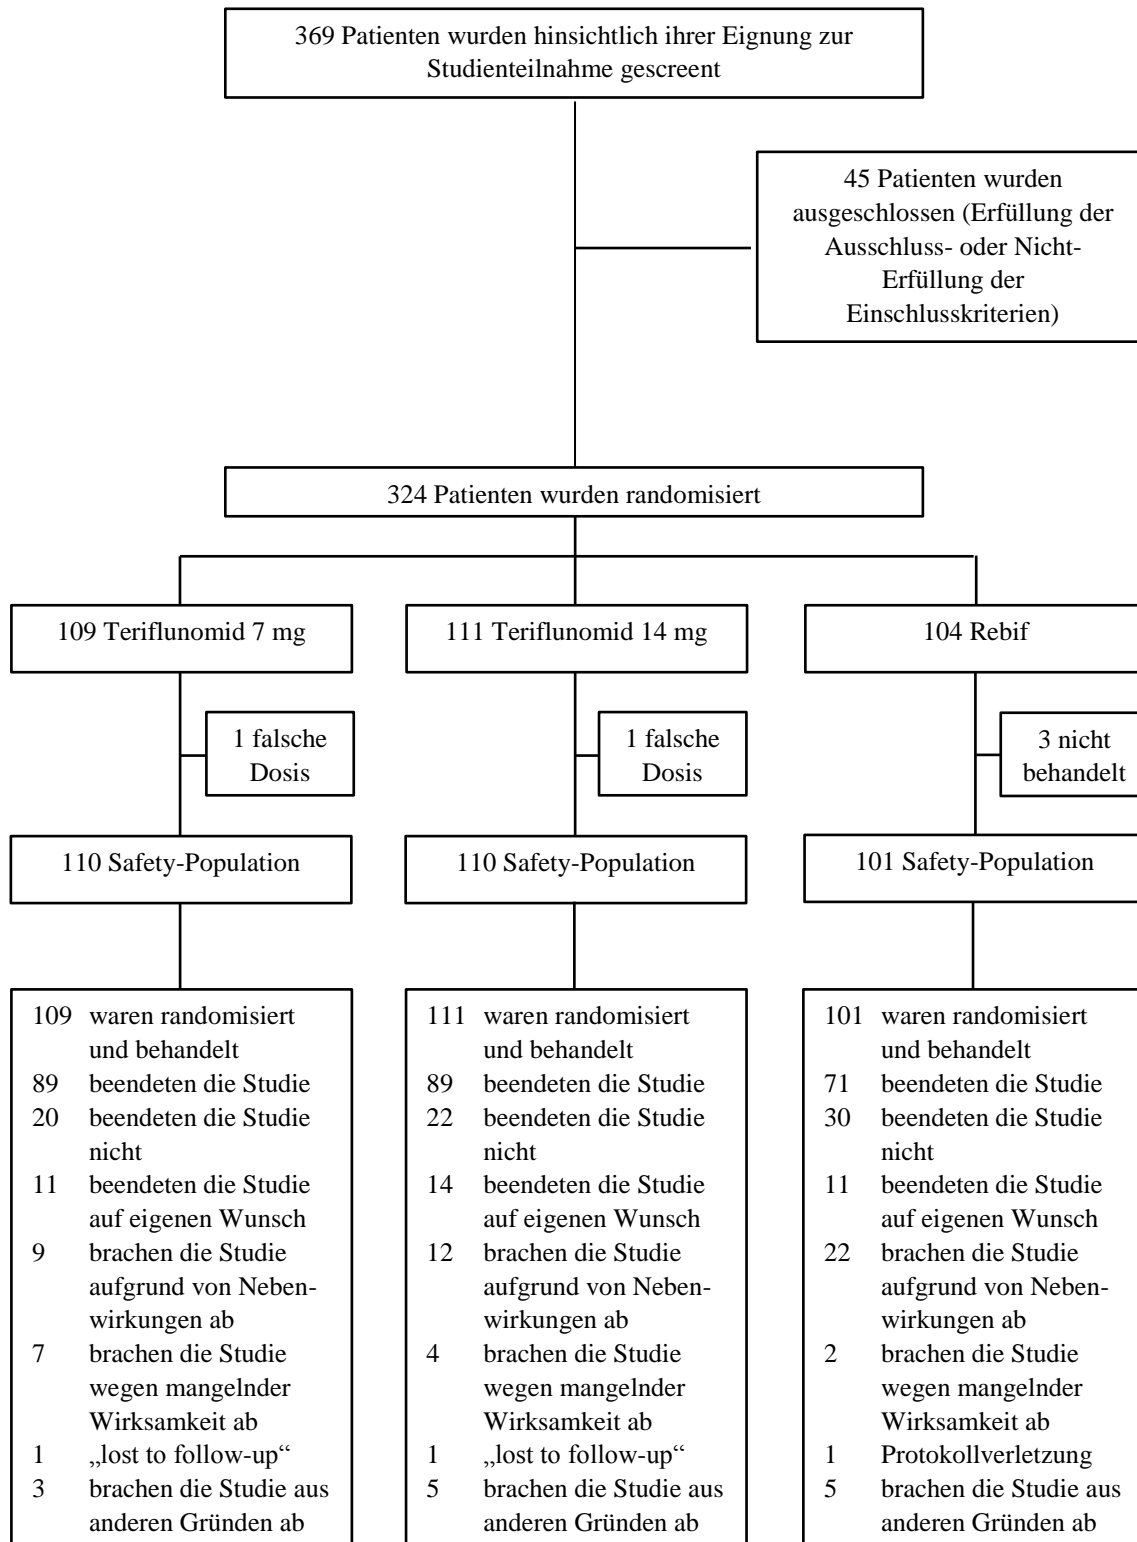 369 Patienten wurden hinsichtlich ihrer Eignung zur
Studienteilnahme gescreent
45 Patienten wurden
ausgeschlossen (Erfüllung der
Ausschluss- oder Nicht-
Erfüllung der
Einschlusskriterien)
324 Patienten wurden randomisiert
109 Teriflunomid 7 mg
111 Teriflunomid 14 mg
104 Rebif
1 falsche
Dosis
1 falsche
Dosis
3 nicht
behandelt
110 Safety-Population
110 Safety-Population
101 Safety-Population
109 waren randomisiert
und behandelt
89 beendeten die Studie
20 beendeten die Studie
nicht
11 beendeten die Studie
auf eigenen Wunsch
9 brachen die Studie
aufgrund von Neben-
wirkungen ab
7 brachen die Studie
wegen mangelnder
Wirksamkeit ab
1 „lost to follow-up“
3 brachen die Studie aus
anderen Gründen ab
111 waren randomisiert
und behandelt
89 beendeten die Studie
22 beendeten die Studie
nicht
14 beendeten die Studie
auf eigenen Wunsch
12 brachen die Studie
aufgrund von Neben-
wirkungen ab
4 brachen die Studie
wegen mangelnder
Wirksamkeit ab
1 „lost to follow-up“
5 brachen die Studie aus
anderen Gründen ab
101 waren randomisiert
und behandelt
71 beendeten die Studie
30 beendeten die Studie
nicht
11 beendeten die Studie
auf eigenen Wunsch
22 brachen die Studie
aufgrund von Neben-
wirkungen ab
2 brachen die Studie
wegen mangelnder
Wirksamkeit ab
1 Protokollverletzung
5 brachen die Studie aus
anderen Gründen ab